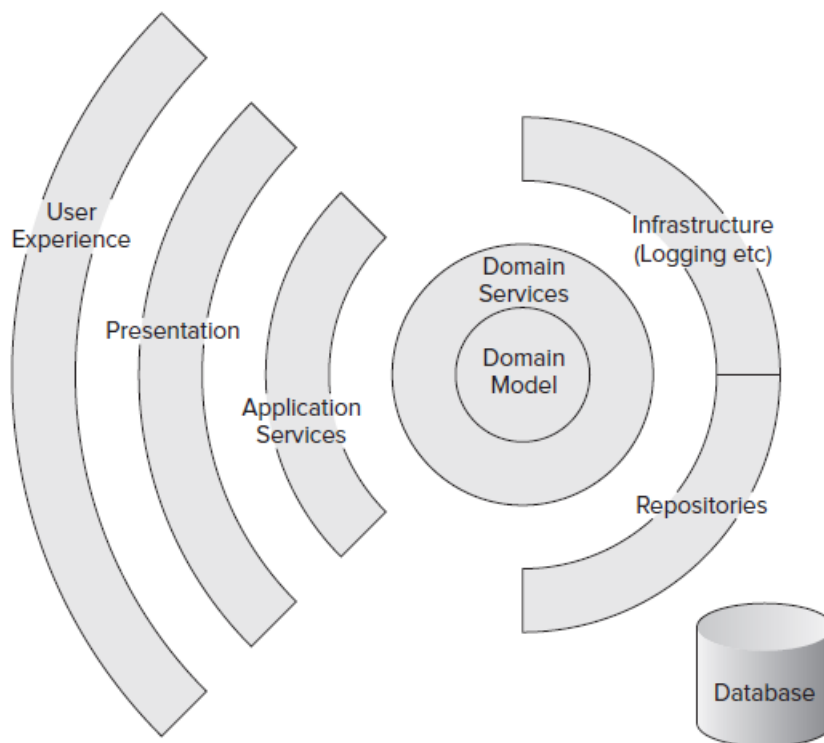 User
Experience
Presentation
Application
Services
Domain
Services
Domain
Model
Infrastructure
(Logging etc)
Repositories
Database